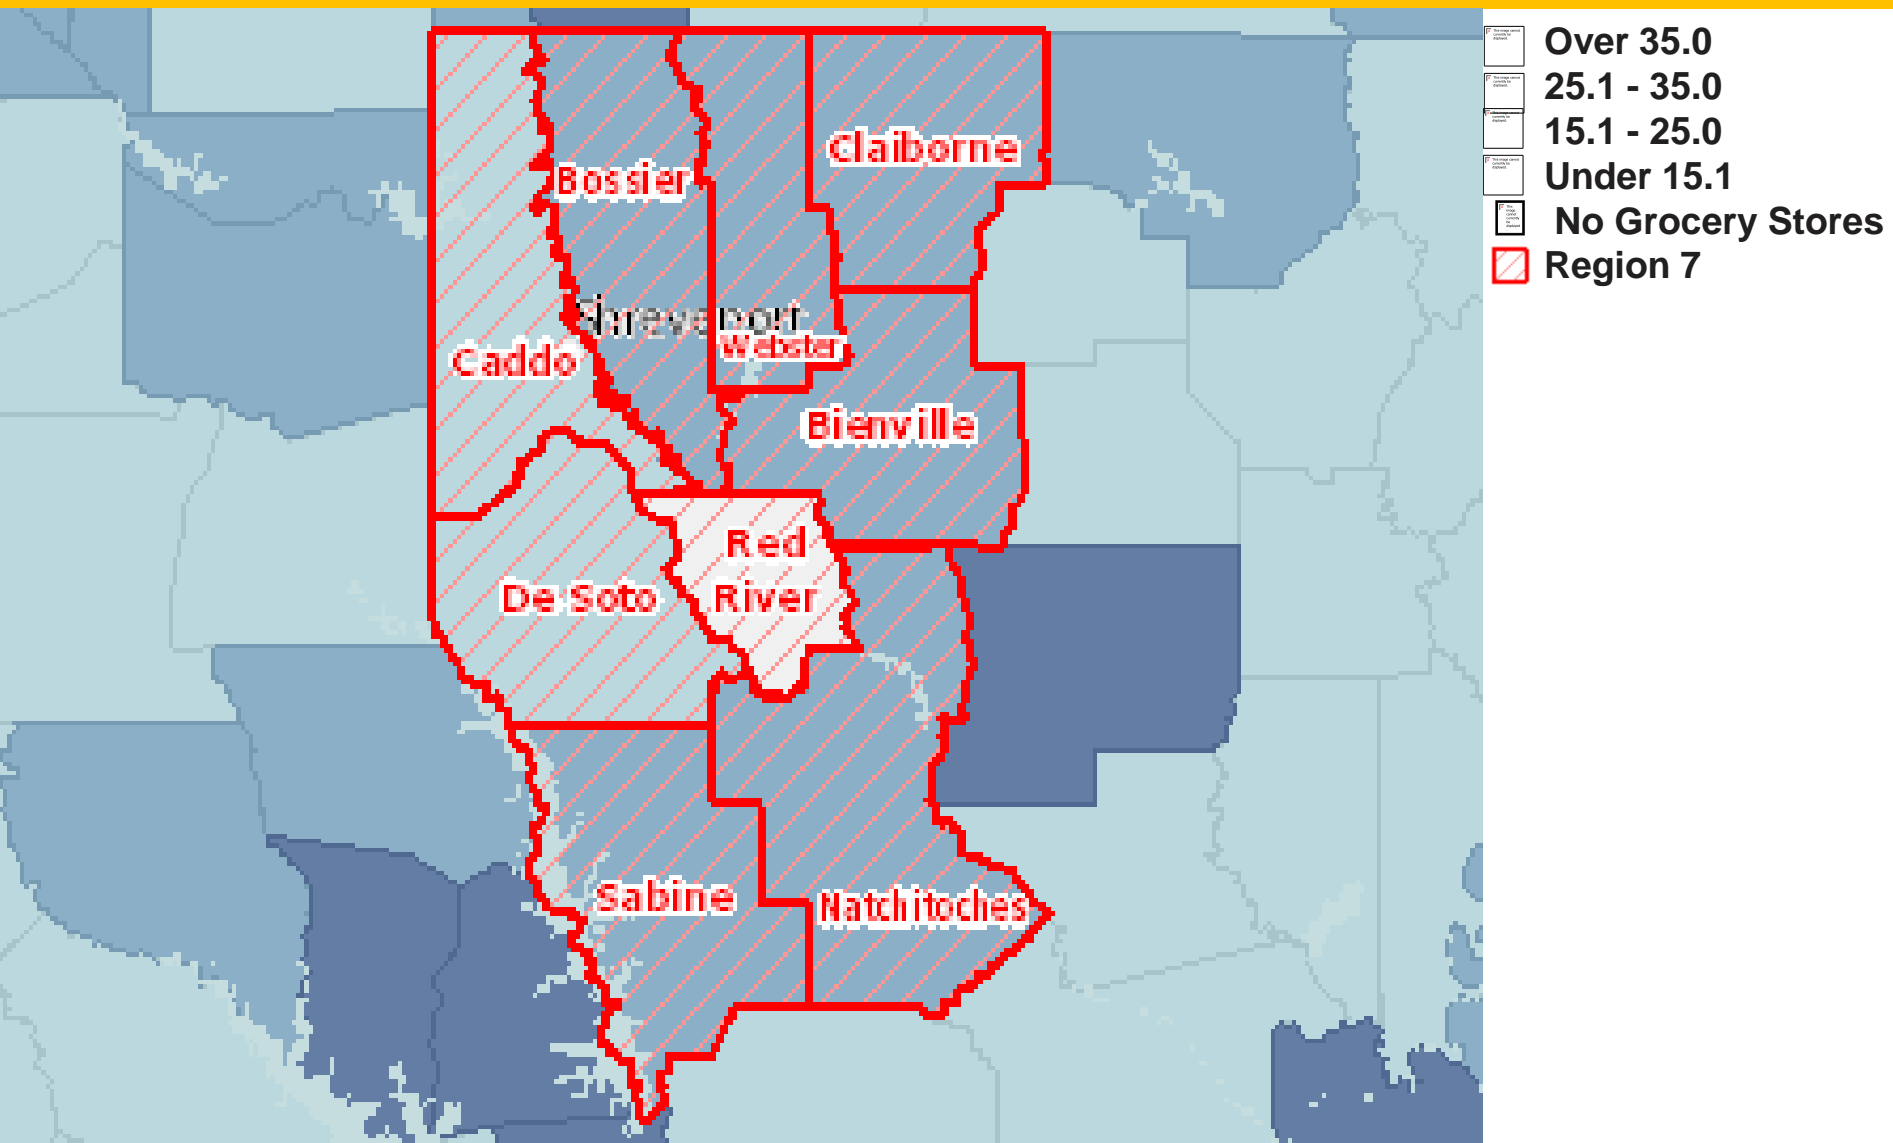 Over 35.0
25.1 - 35.0
15.1 - 25.0
Under 15.1
No Grocery Stores
Region 7
Claiborne
Bossier
Shreveport
Webster
Caddo
Bienville
Red
River
De Soto
Sabine
Natchitoches